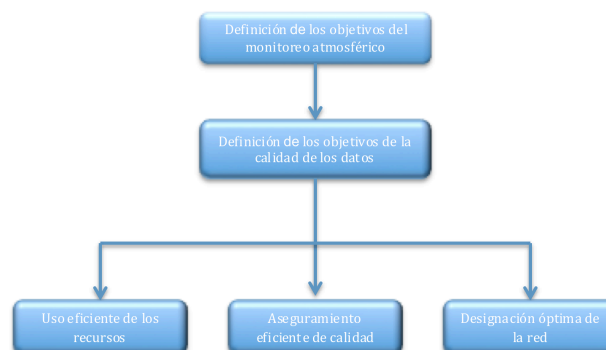 Definición de los objetivos del
monitoreo atmosférico
Definición de los objetivos de la
calidad de los datos
Uso eficiente de los
recursos
Aseguramiento
eficiente de calidad
Designación óptima de
la red